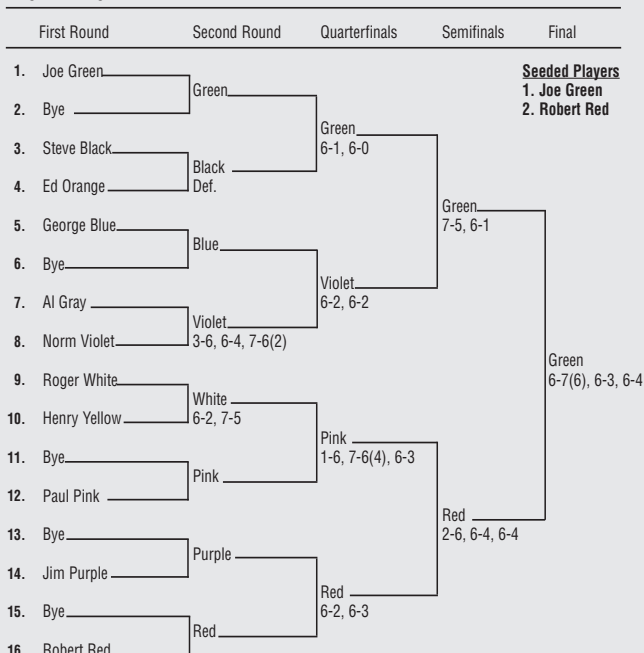 First Round Second Round Quarterfinals Semifinals Final
1. Joe Green
2. Bye
3. Steve Black
4. Ed Orange
5. George Blue
6. Bye
7. Al Gray
8. Norm Violet
9. Roger White
10. Henry Yellow
11. Bye
12. Paul Pink
13. Bye
14. Jim Purple
15. Bye
16. Robert Red
Green
Black
Def.
Blue
Violet
3-6, 6-4, 7-6(2)
White
6-2, 7-5
Pink
Purple
Red
Green
6-1, 6-0
Violet
6-2, 6-2
Pink
1-6, 7-6(4), 6-3
Red
6-2, 6-3
Green
7-5, 6-1
Red
2-6, 6-4, 6-4
Green
6-7(6), 6-3, 6-4
Seeded Players
1. Joe Green
2. Robert Red